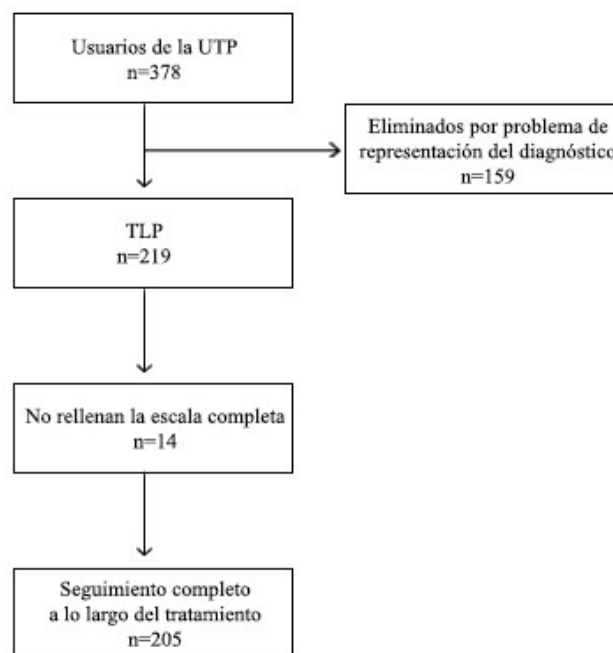 Usuarios de la UTP
n=378
Eliminados por problema de
representación del diagnóstico
n=159
TLP
n=219
No rellenan la escala completa
n=14
Seguimiento completo
a lo largo del tratamiento
n=205